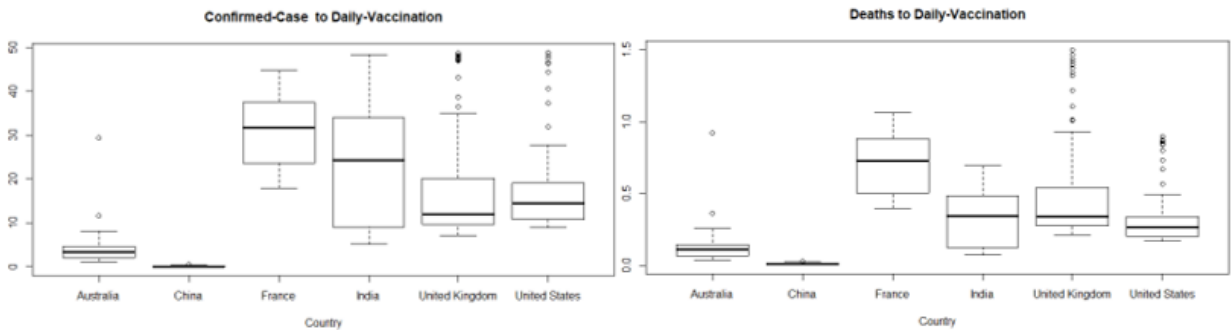 Confirmed-Case to Daily-Vaccination
50
40
30
20
10
0
Australia China France India United Kingdom United States
Country
Deaths to Daily-Vaccination
1.5
1.0
0.5
0.0
Australia China France India United Kingdom United States
Country